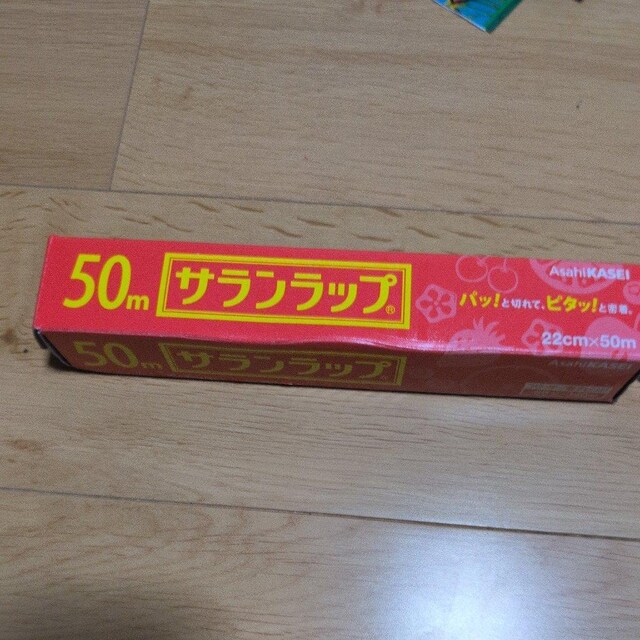 50m
サランラップ®
AsahiKASEI
パッ!と切れて、ピタッ!と密着。
22cm×50m
50m
サランラップ
AsahiKASEI